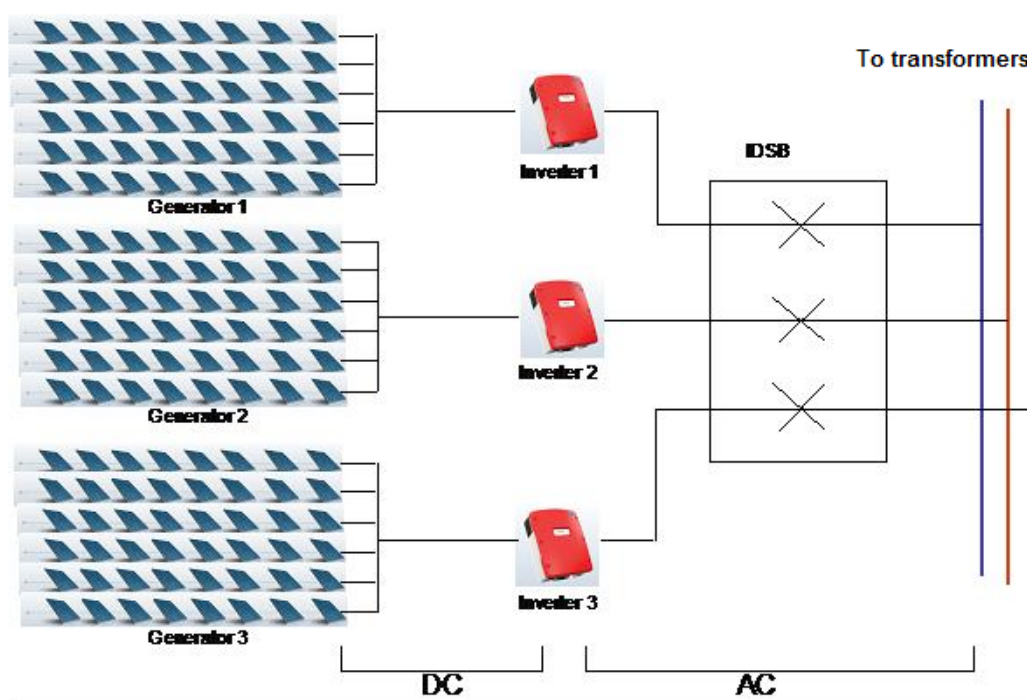 To transformers
IDSB
Inverter 1
Generator 1
Inverter 2
Generator 2
Inverter 3
Generator 3
DC
AC